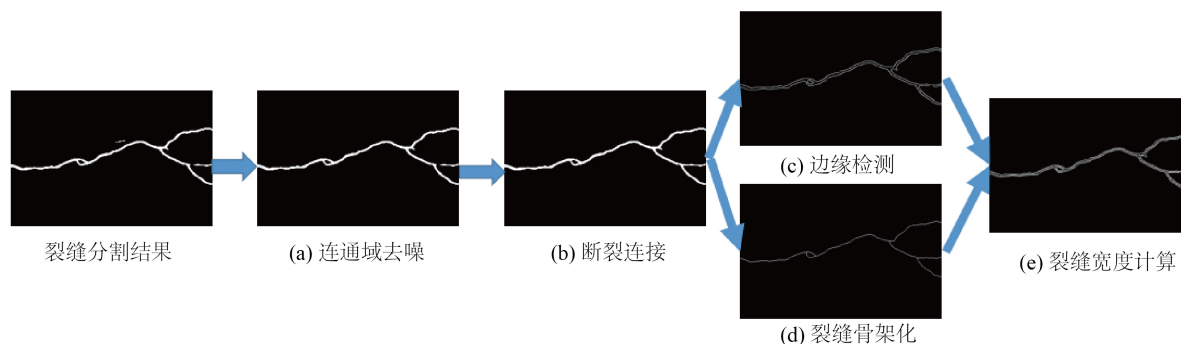 裂缝分割结果
(a) 连通域去噪
(b) 断裂连接
(c) 边缘检测
(d) 裂缝骨架化
(e) 裂缝宽度计算